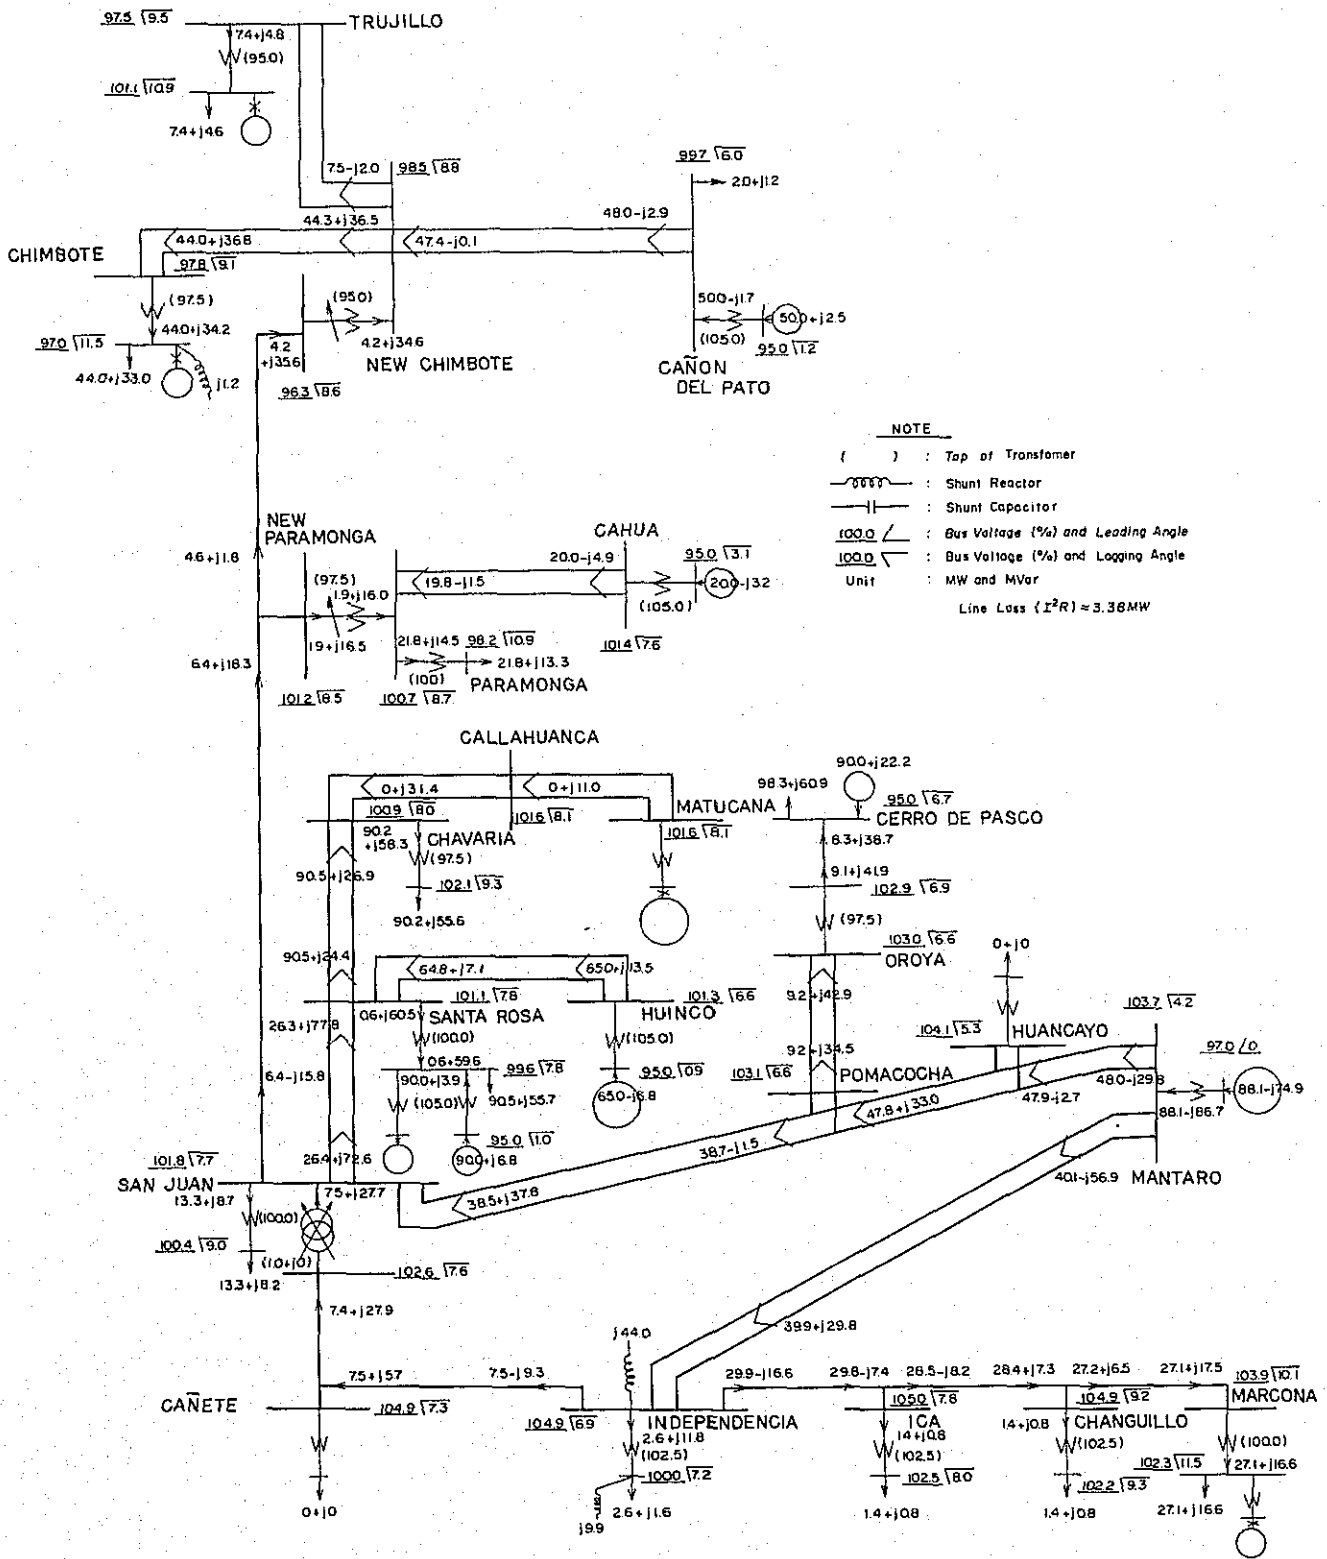 97.5 9.5 TRUJILLO
7.4+j4.8
(95.0)
101.1 10.9
7.4+j4.6
7.5-j2.0
98.5 8.8
99.7 6.0
2.0+j1.2
44.3+j36.5
48.0-j2.9
CHIMBOTE
44.0+j36.8
47.4-j0.1
97.8 9.1
(97.5)
(95.0)
50.0-j1.7
50.0+j2.5
97.0 11.5
44.0+j34.2
4.2
+j35.6
4.2+j34.6
(105.0)
95.0 1.2
44.0+j33.0
j1.2
NEW CHIMBOTE
CAÑON
DEL PATO
96.3 8.6
NOTE
( ) : Tap of Transfomer
: Shunt Reactor
: Shunt Capacitor
100.0 : Bus Voltage (%) and Leading Angle
100.0 : Bus Voltage (%) and Lagging Angle
Unit : MW and MVar
Line Loss (I²R) = 3.38MW
NEW
PARAMONGA
CAHUA
4.6+j1.8
(97.5)
1.9+j16.0
20.0-j4.9
19.8-j1.5
95.0 3.1
20.0-j3.2
(105.0)
1.9+j16.5
21.8+j14.5
98.2 10.9
101.4 7.6
6.4+j18.3
(100)
21.8+j13.3
PARAMONGA
101.2 8.5
100.7 8.7
CALLAHUANCA
0+j31.4
0+j11.0
90.0+j22.2
98.3+j60.9
100.9 8.0
101.6 8.1
MATUCANA
101.6 8.1
95.0 6.7
CERRO DE PASCO
90.2
+j58.3
CHAVARIA
(97.5)
8.3+j38.7
90.5+j26.9
102.1 9.3
9.1+j41.9
102.9 6.9
90.2+j55.6
(97.5)
103.0 6.6
OROYA
0+j0
90.5+j24.4
64.8+j7.1
65.0+j13.5
9.2+j42.9
101.1 7.8
SANTA ROSA
101.3 6.6
HUINCO
103.7 4.2
26.3+j77.8
0.6+j60.5
(100.0)
(105.0)
104.1 5.3
HUANCAYO
97.0 0
0.6+59.6
99.6 7.8
95.0 0.9
9.2+j34.5
103.1 6.6
POMACOCHA
6.4-j15.8
90.0+j3.9
(105.0)
90.5+j55.7
65.0-j6.8
48.0-j29.8
47.9-j2.7
88.1-j74.9
88.1-j86.7
47.8+j33.0
95.0 1.0
90.0+j6.8
38.7-j1.5
101.8 7.7
26.4+j72.6
40.1-j56.9
MANTARO
SAN JUAN
7.5+j27.7
38.5+j37.8
13.3+j8.7
(100.0)
100.4 9.0
(1.0+j0)
102.6 7.6
13.3+j8.2
7.4+j27.9
39.9+j29.8
j44.0
7.5+j5.7
7.5-j9.3
29.9-j16.6
29.8-j7.4
28.5-j8.2
28.4+j7.3
27.2+j6.5
27.1+j17.5
103.9 10.1
CAÑETE
104.9 7.3
104.9 6.9
INDEPENDENCIA
105.0 7.8
ICA
104.9 9.2
CHANGUILLO
MARCONA
2.6+j11.8
(102.5)
1.4+j0.8
(102.5)
1.4+j0.8
(102.5)
(100.0)
100.0 7.2
102.5 8.0
102.2 9.3
102.3 11.5
27.1+j16.6
0+j0
j9.9
2.6+j1.6
1.4+j0.8
1.4+j0.8
27.1+j16.6